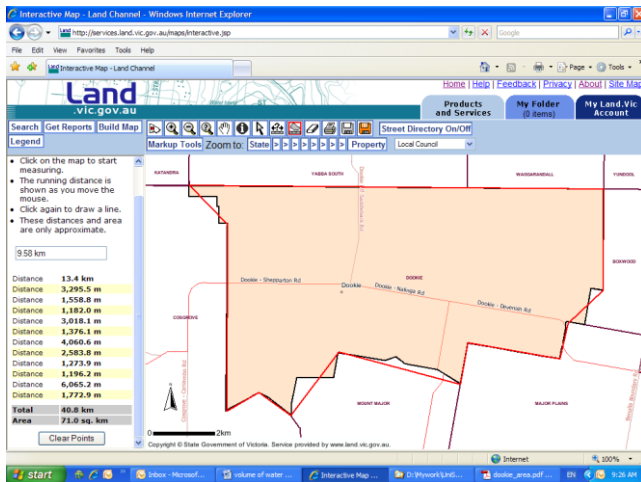 Interactive Map - Land Channel - Windows Internet Explorer
http://services.land.vic.gov.au/maps/interactive.jsp
Google
File Edit View Favorites Tools Help
Interactive Map - Land Channel
Page Tools
Home | Help | Feedback | Privacy | About | Site Map
Land
.vic.gov.au
Products and Services
My Folder
(0 items)
My Land.Vic Account
Search Get Reports Build Map
Legend
Street Directory On/Off
Markup Tools Zoom to: State > > > > > > > Property Local Council
Click on the map to start measuring.
The running distance is shown as you move the mouse.
Click again to draw a line.
These distances and area are only approximate.
9.58 km
Distance 13.4 km
Distance 3,295.5 m
Distance 1,558.8 m
Distance 1,182.0 m
Distance 3,018.1 m
Distance 1,376.1 m
Distance 4,060.6 m
Distance 2,583.8 m
Distance 1,273.9 m
Distance 1,196.2 m
Distance 6,065.2 m
Distance 1,772.9 m
Total 40.8 km
Area 71.0 sq. km
Clear Points
KATANDRA
YABBA SOUTH
WAGGARANDALL
YUNDOOL
BOXWOOD
DOOKIE
Dookie - Shepparton Rd
Dookie
Dookie - Nalinga Rd
Dookie - Devenish Rd
COSGROVE
MOUNT MAJOR
MAJOR PLAINS
0 2km
Copyright © State Government of Victoria. Service provided by www.land.vic.gov.au.
Internet 100%
start
Inbox - Microsof...
volume of water ...
Interactive Map ...
D:\Mywork\LindS...
dookie_area.pdf ...
EN
9:26 AM